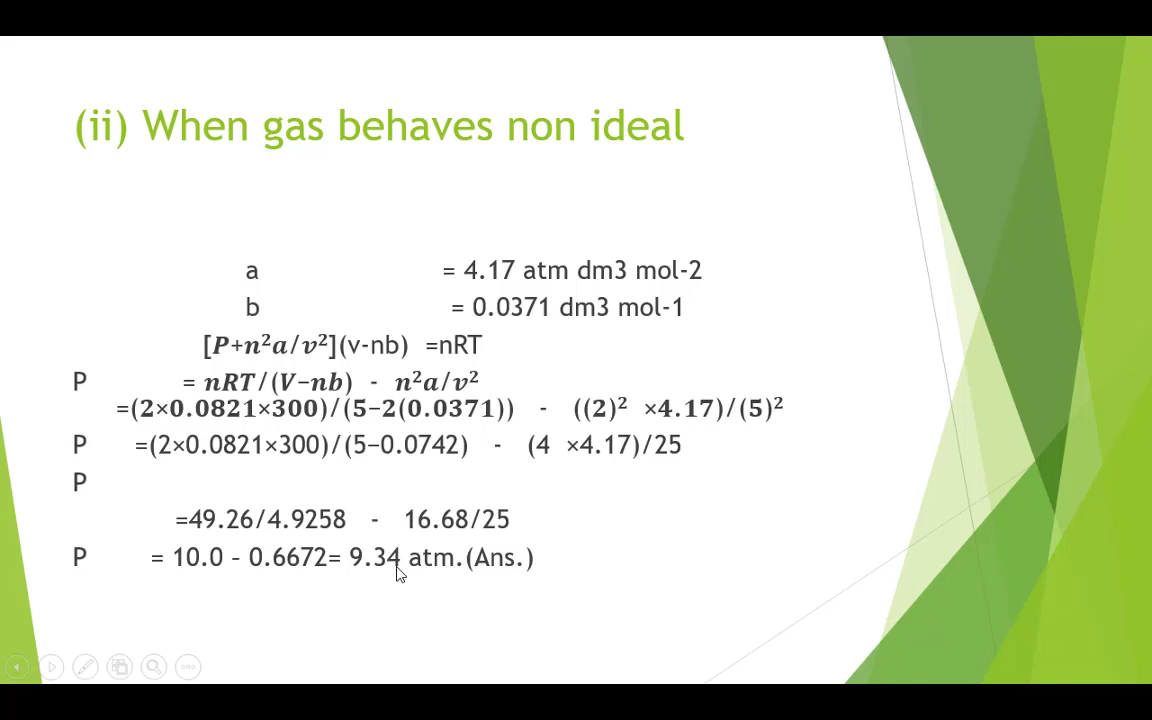 (ii) When gas behaves non ideal
a = 4.17 atm dm3 mol-2
b = 0.0371 dm3 mol-1
[𝑷+𝒏²𝒂/𝒗²](v-nb) =nRT
P = 𝒏𝑹𝑻/(𝑽−𝒏𝒃) - 𝒏²𝒂/𝒗²
=(𝟐×𝟎.𝟎𝟖𝟐𝟏×𝟑𝟎𝟎)/(𝟓−𝟐(𝟎.𝟎𝟑𝟕𝟏)) - ((𝟐)² ×𝟒.𝟏𝟕)/(𝟓)²
P =(2×0.0821×300)/(5−0.0742) - (4 ×4.17)/25
P
=49.26/4.9258 - 16.68/25
P = 10.0 – 0.6672= 9.34 atm.(Ans.)